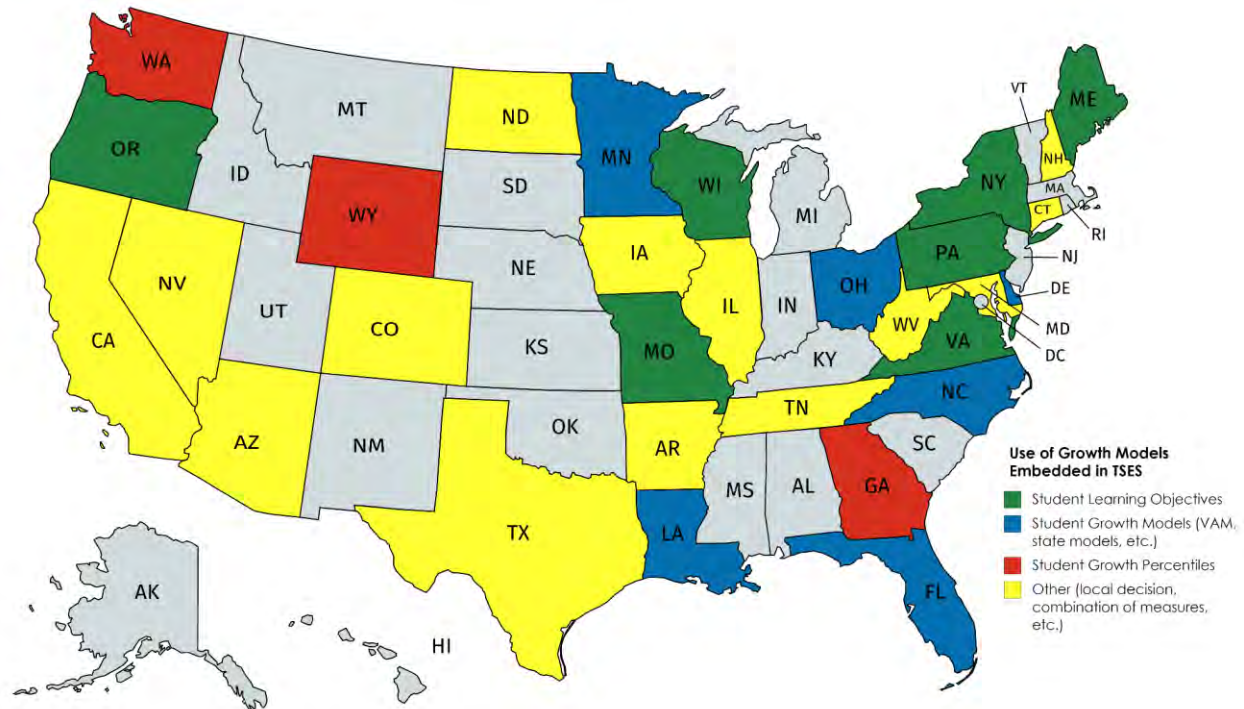 WA
MT
ND
MN
VT
ME
OR
ID
WY
SD
WI
MI
NY
NH
MA
CT
RI
NV
UT
NE
IA
PA
NJ
CA
CO
KS
IL
IN
OH
WV
VA
DE
MD
DC
MO
KY
NC
AZ
NM
OK
AR
TN
SC
TX
LA
MS
AL
GA
FL
AK
HI
Use of Growth Models
Embedded in TSES
Student Learning Objectives
Student Growth Models (VAM,
state models, etc.)
Student Growth Percentiles
Other (local decision,
combination of measures,
etc.)